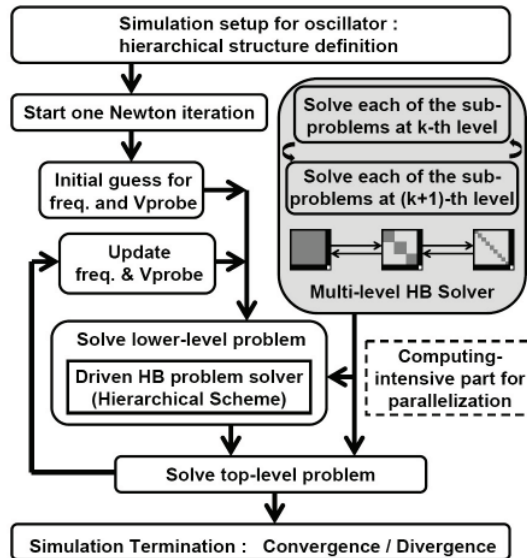 Simulation setup for oscillator :
hierarchical structure definition
Start one Newton iteration
Initial guess for
freq. and Vprobe
Update
freq. & Vprobe
Solve each of the sub-
problems at k-th level
Solve each of the sub-
problems at (k+1)-th level
Multi-level HB Solver
Solve lower-level problem
Driven HB problem solver
(Hierarchical Scheme)
Computing-
intensive part for
parallelization
Solve top-level problem
Simulation Termination : Convergence / Divergence